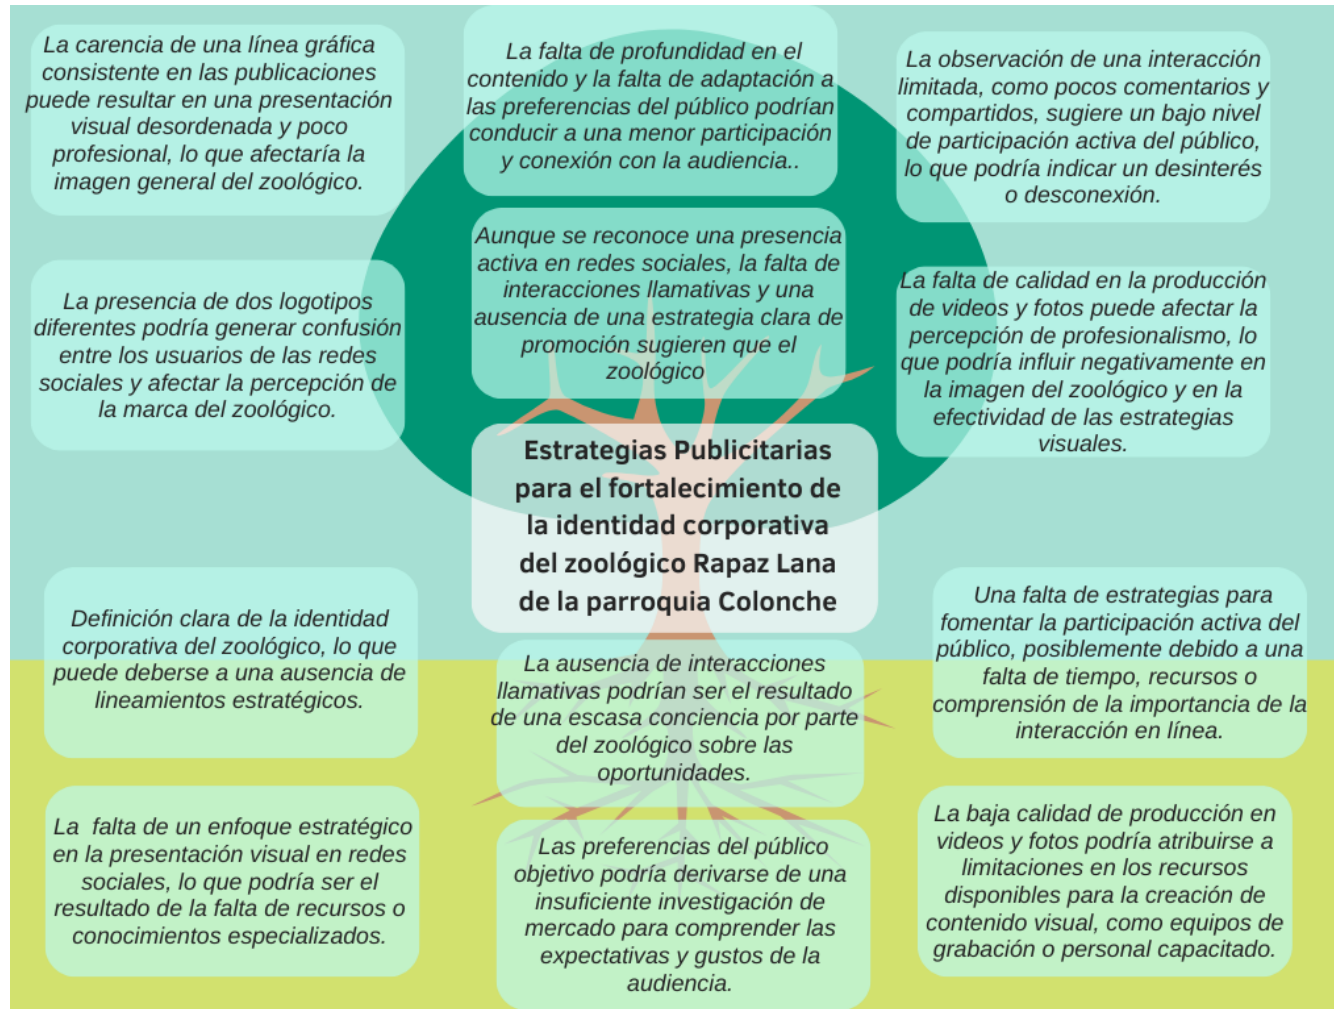 La carencia de una línea gráfica
consistente en las publicaciones
puede resultar en una presentación
visual desordenada y poco
profesional, lo que afectaría la
imagen general del zoológico.
La falta de profundidad en el
contenido y la falta de adaptación a
las preferencias del público podrían
conducir a una menor participación
y conexión con la audiencia..
La observación de una interacción
limitada, como pocos comentarios y
compartidos, sugiere un bajo nivel
de participación activa del público,
lo que podría indicar un desinterés
o desconexión.
La presencia de dos logotipos
diferentes podría generar confusión
entre los usuarios de las redes
sociales y afectar la percepción de
la marca del zoológico.
Aunque se reconoce una presencia
activa en redes sociales, la falta de
interacciones llamativas y una
ausencia de una estrategia clara de
promoción sugieren que el
zoológico
La falta de calidad en la producción
de videos y fotos puede afectar la
percepción de profesionalismo, lo
que podría influir negativamente en
la imagen del zoológico y en la
efectividad de las estrategias
visuales.
Estrategias Publicitarias
para el fortalecimiento de
la identidad corporativa
del zoológico Rapaz Lana
de la parroquia Colonche
Definición clara de la identidad
corporativa del zoológico, lo que
puede deberse a una ausencia de
lineamientos estratégicos.
La ausencia de interacciones
llamativas podrían ser el resultado
de una escasa conciencia por parte
del zoológico sobre las
oportunidades.
Una falta de estrategias para
fomentar la participación activa del
público, posiblemente debido a una
falta de tiempo, recursos o
comprensión de la importancia de la
interacción en línea.
La  falta de un enfoque estratégico
en la presentación visual en redes
sociales, lo que podría ser el
resultado de la falta de recursos o
conocimientos especializados.
Las preferencias del público
objetivo podría derivarse de una
insuficiente investigación de
mercado para comprender las
expectativas y gustos de la
audiencia.
La baja calidad de producción en
videos y fotos podría atribuirse a
limitaciones en los recursos
disponibles para la creación de
contenido visual, como equipos de
grabación o personal capacitado.